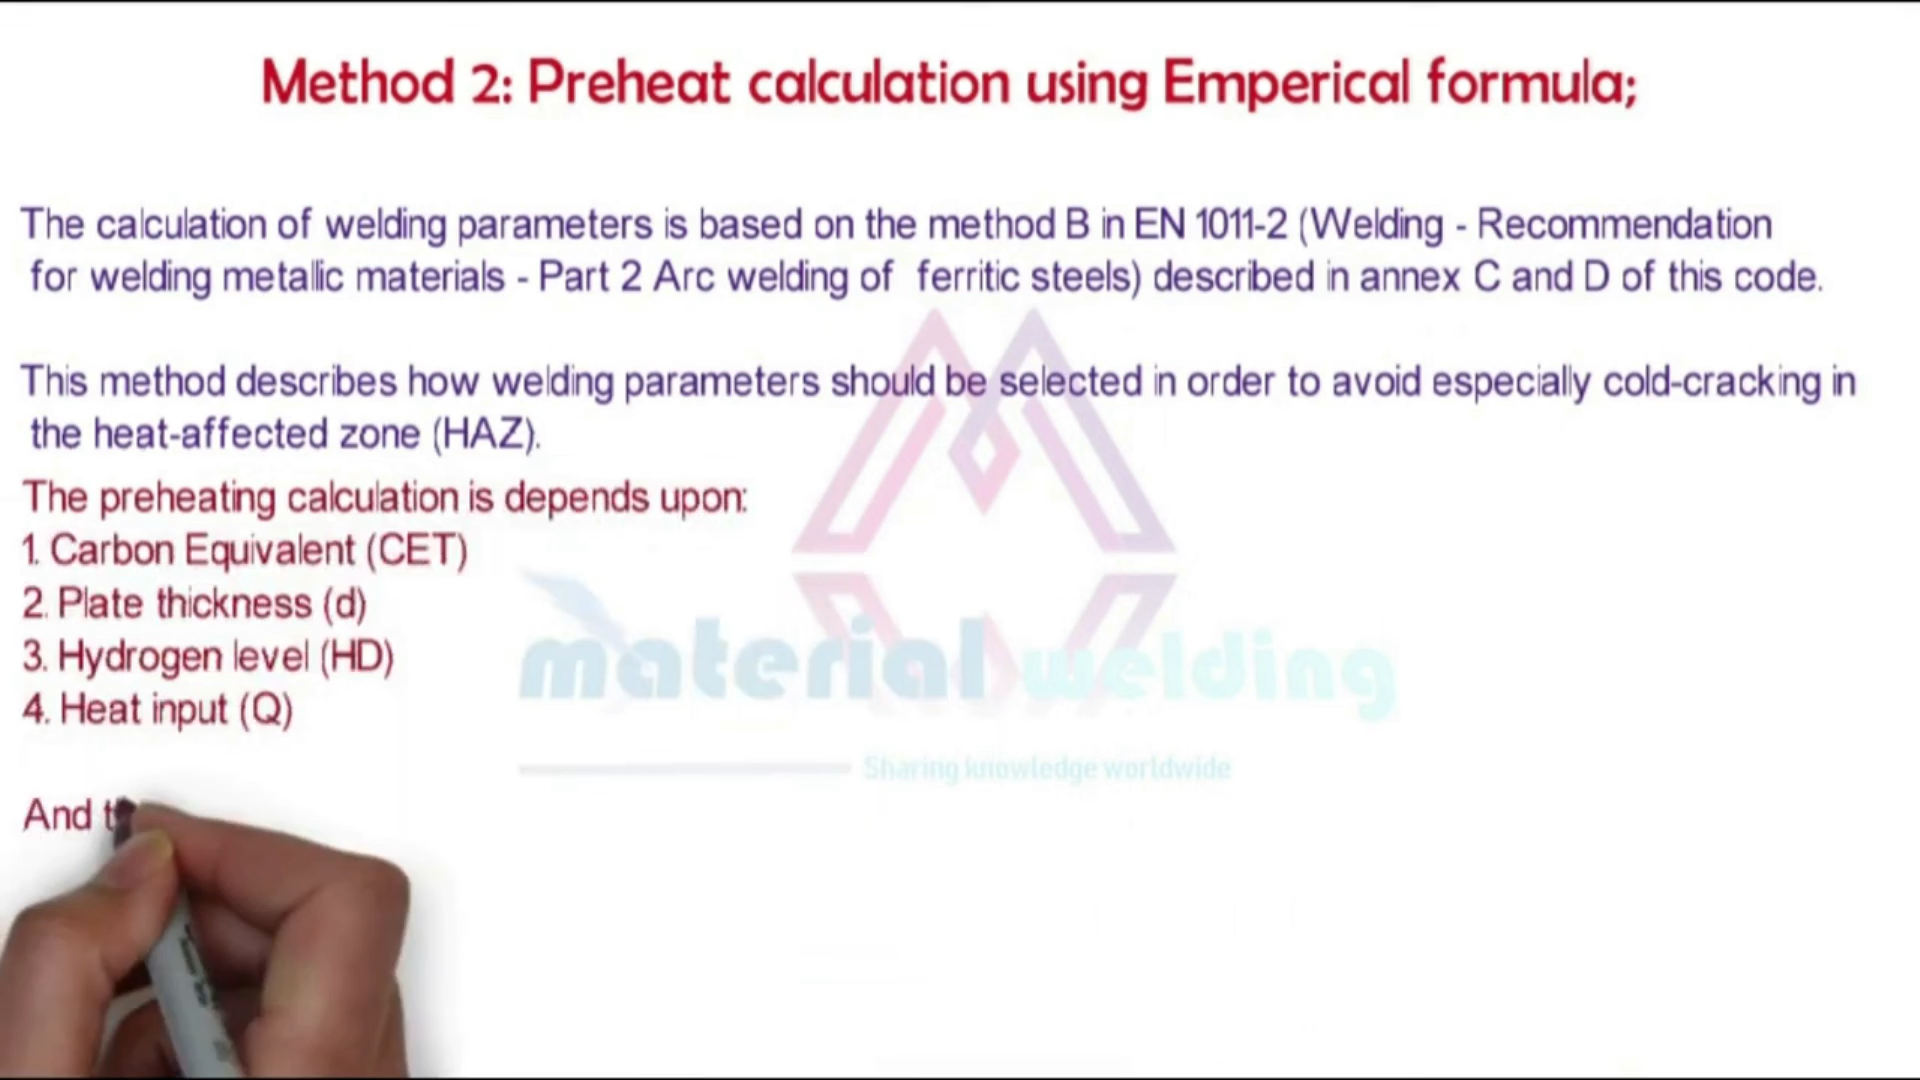 Method 2: Preheat calculation using Emperical formula;
The calculation of welding parameters is based on the method B in EN 1011-2 (Welding - Recommendation
for welding metallic materials - Part 2 Arc welding of ferritic steels) described in annex C and D of this code.
This method describes how welding parameters should be selected in order to avoid especially cold-cracking in
the heat-affected zone (HAZ).
The preheating calculation is depends upon:
1. Carbon Equivalent (CET)
2. Plate thickness (d)
3. Hydrogen level (HD)
4. Heat input (Q)
material welding
Sharing knowledge worldwide
And